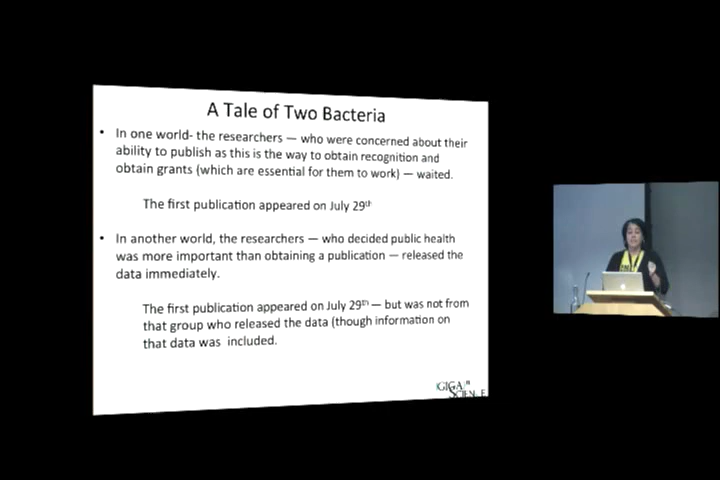 A Tale of Two Bacteria
• In one world- the researchers — who were concerned about their
ability to publish as this is the way to obtain recognition and
obtain grants (which are essential for them to work) — waited.
The first publication appeared on July 29th
• In another world, the researchers — who decided public health
was more important than obtaining a publication — released the
data immediately.
The first publication appeared on July 29th — but was not from
that group who released the data (though information on
that data was  included.
GIGA
SCIENCE